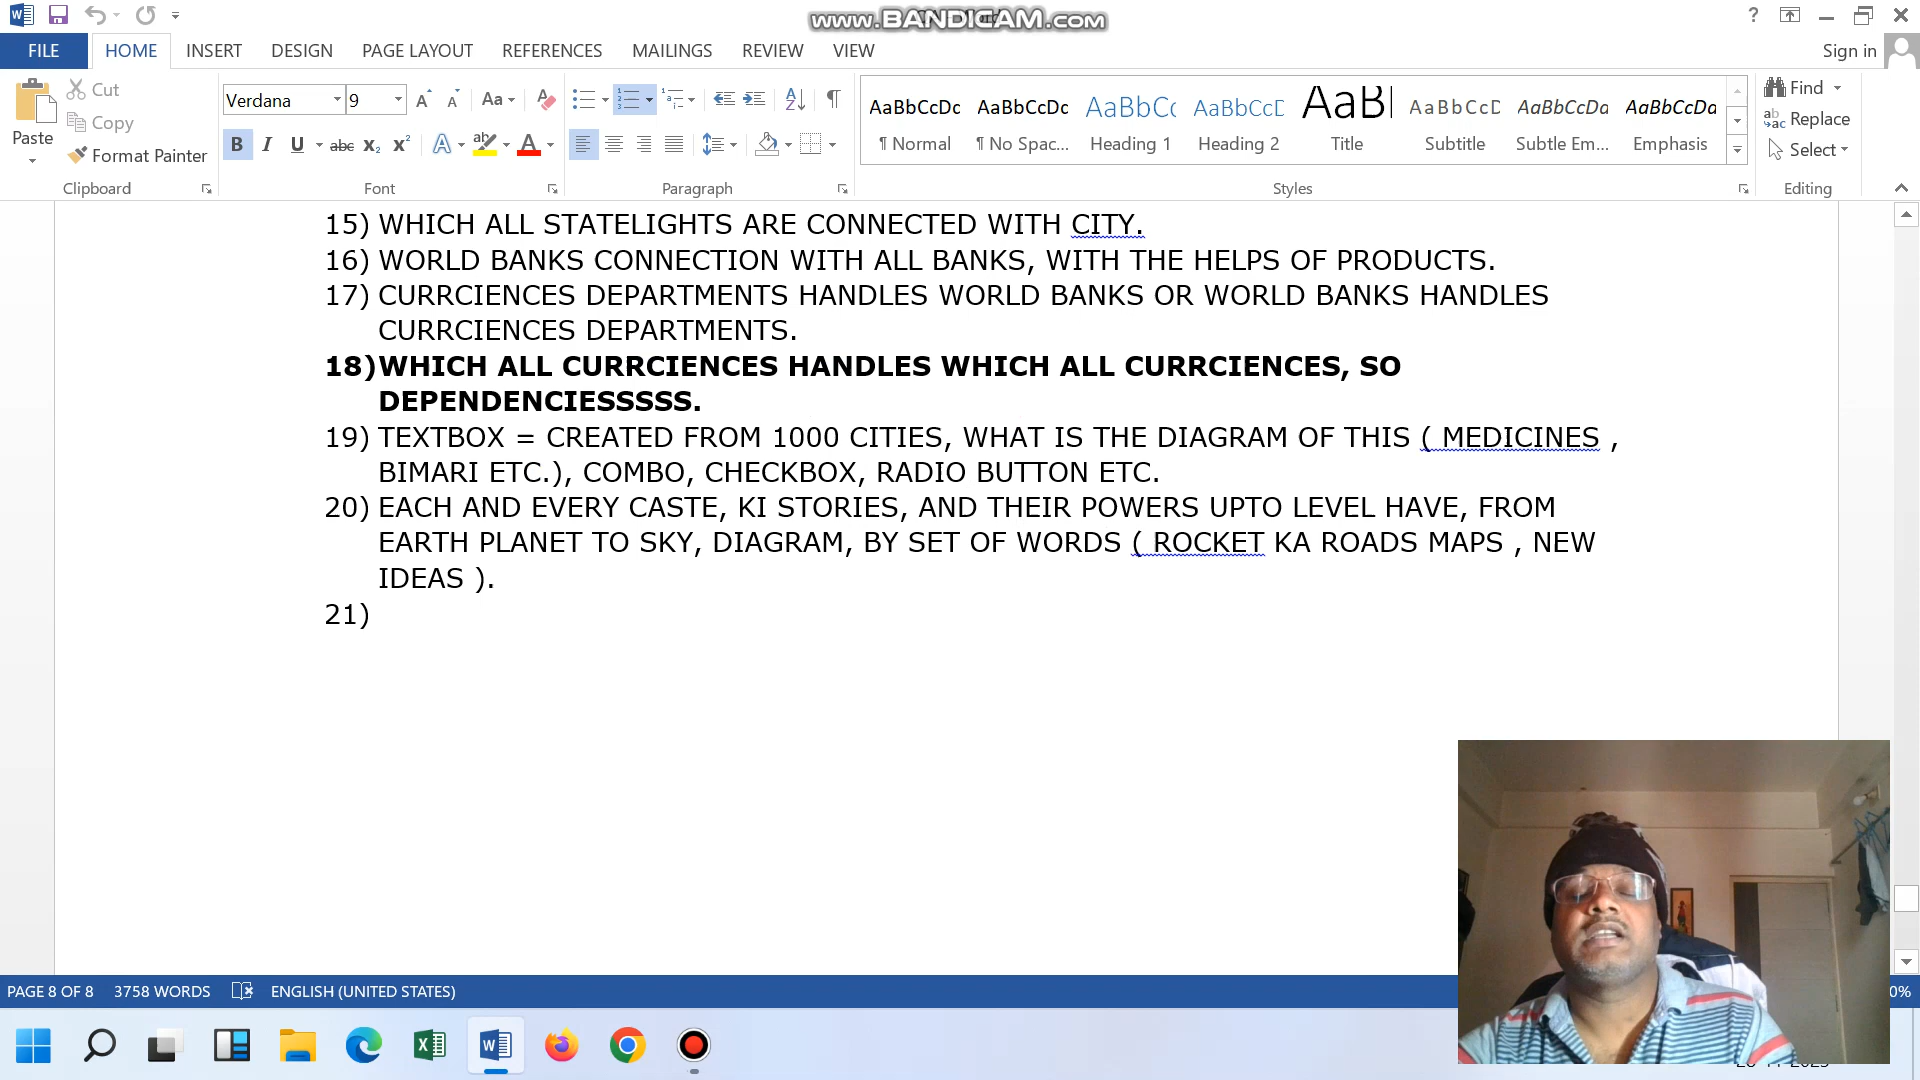 www.BANDICAM.com
?
FILE HOME INSERT DESIGN PAGE LAYOUT REFERENCES MAILINGS REVIEW VIEW Sign in
Paste Cut Copy Format Painter Clipboard
Verdana 9 Aa Font
Paragraph
AaBbCcDc AaBbCcDc AaBbC AaBbCcD AaB AaBbCcD AaBbCcDa AaBbCcDa
¶ Normal ¶ No Spac... Heading 1 Heading 2 Title Subtitle Subtle Em... Emphasis
Styles
Find Replace Select Editing
15) WHICH ALL STATELIGHTS ARE CONNECTED WITH CITY.
16) WORLD BANKS CONNECTION WITH ALL BANKS, WITH THE HELPS OF PRODUCTS.
17) CURRCIENCES DEPARTMENTS HANDLES WORLD BANKS OR WORLD BANKS HANDLES
CURRCIENCES DEPARTMENTS.
18)WHICH ALL CURRCIENCES HANDLES WHICH ALL CURRCIENCES, SO
DEPENDENCIESSSSS.
19) TEXTBOX = CREATED FROM 1000 CITIES, WHAT IS THE DIAGRAM OF THIS ( MEDICINES ,
BIMARI ETC.), COMBO, CHECKBOX, RADIO BUTTON ETC.
20) EACH AND EVERY CASTE, KI STORIES, AND THEIR POWERS UPTO LEVEL HAVE, FROM
EARTH PLANET TO SKY, DIAGRAM, BY SET OF WORDS ( ROCKET KA ROADS MAPS , NEW
IDEAS ).
21)
PAGE 8 OF 8 3758 WORDS ENGLISH (UNITED STATES)